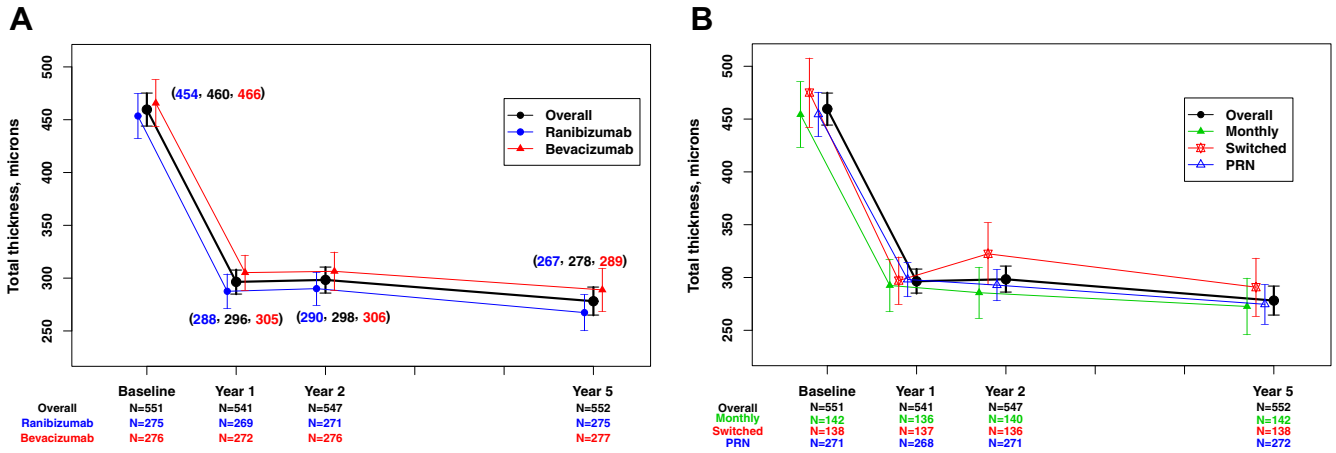 A
Total thickness, microns
500
450
400
350
300
250
(454, 460, 466)
Overall
Ranibizumab
Bevacizumab
(267, 278, 289)
(288, 296, 305)
(290, 298, 306)
Baseline Year 1 Year 2 Year 5
Overall N=551 N=541 N=547 N=552
Ranibizumab N=275 N=269 N=271 N=275
Bevacizumab N=276 N=272 N=276 N=277
B
Total thickness, microns
500
450
400
350
300
250
Overall
Monthly
Switched
PRN
Baseline Year 1 Year 2 Year 5
Overall N=551 N=541 N=547 N=552
Monthly N=142 N=136 N=140 N=142
Switched N=138 N=137 N=136 N=138
PRN N=271 N=268 N=271 N=272